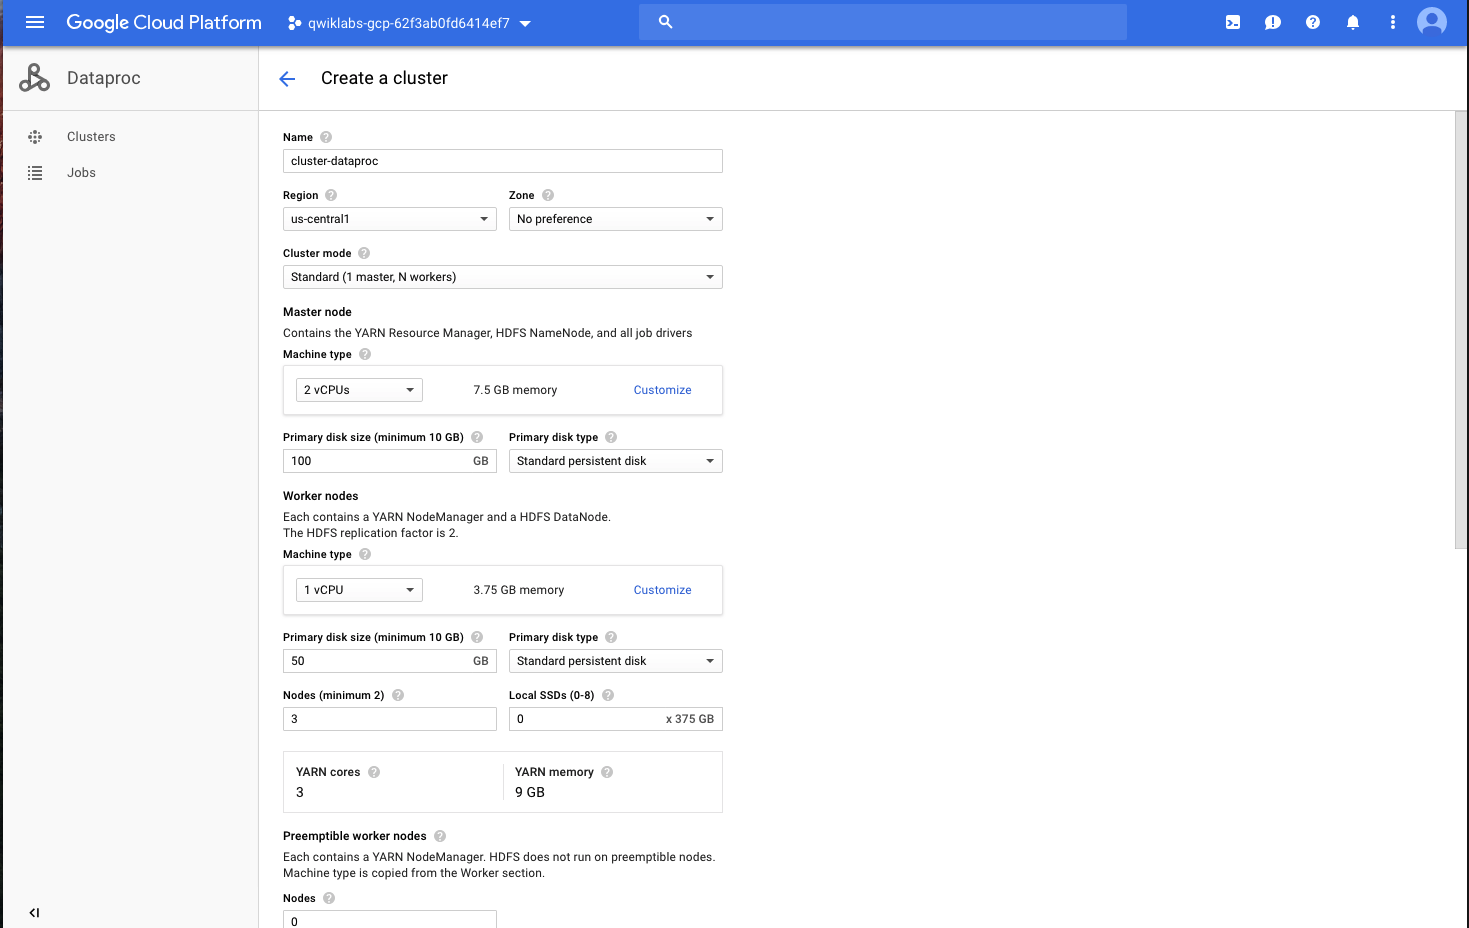 Google Cloud Platform qwiklabs-gcp-62f3ab0fd6414ef7
Dataproc Create a cluster
Clusters
Jobs
Name
cluster-dataproc
Region Zone
us-central1 No preference
Cluster mode
Standard (1 master, N workers)
Master node
Contains the YARN Resource Manager, HDFS NameNode, and all job drivers
Machine type
2 vCPUs 7.5 GB memory Customize
Primary disk size (minimum 10 GB) Primary disk type
100 GB Standard persistent disk
Worker nodes
Each contains a YARN NodeManager and a HDFS DataNode.
The HDFS replication factor is 2.
Machine type
1 vCPU 3.75 GB memory Customize
Primary disk size (minimum 10 GB) Primary disk type
50 GB Standard persistent disk
Nodes (minimum 2) Local SSDs (0-8)
3 0 x 375 GB
YARN cores YARN memory
3 9 GB
Preemptible worker nodes
Each contains a YARN NodeManager. HDFS does not run on preemptible nodes.
Machine type is copied from the Worker section.
Nodes
0